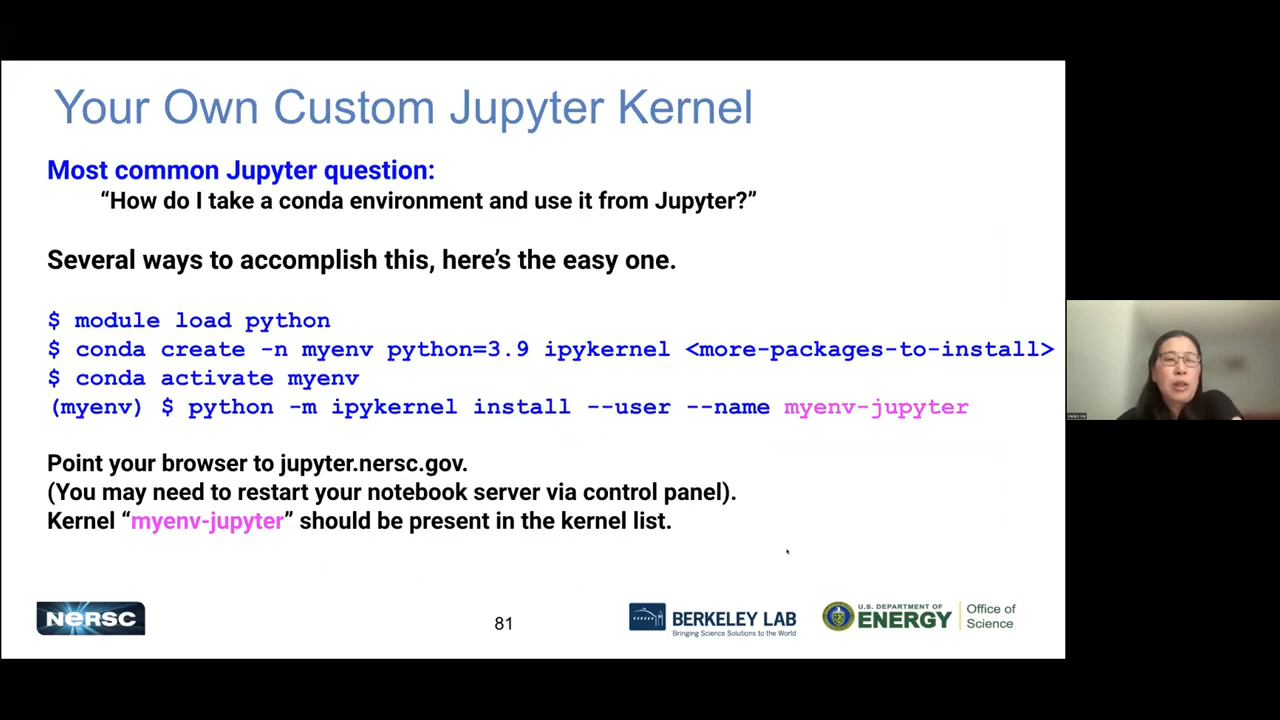 Your Own Custom Jupyter Kernel
Most common Jupyter question:
“How do I take a conda environment and use it from Jupyter?”
Several ways to accomplish this, here’s the easy one.
$ module load python
$ conda create -n myenv python=3.9 ipykernel <more-packages-to-install>
$ conda activate myenv
(myenv) $ python -m ipykernel install --user --name myenv-jupyter
Point your browser to jupyter.nersc.gov.
(You may need to restart your notebook server via control panel).
Kernel “myenv-jupyter” should be present in the kernel list.
NERSC
81
BERKELEY LAB
Bringing Science Solutions to the World
U.S. DEPARTMENT OF
ENERGY
Office of
Science